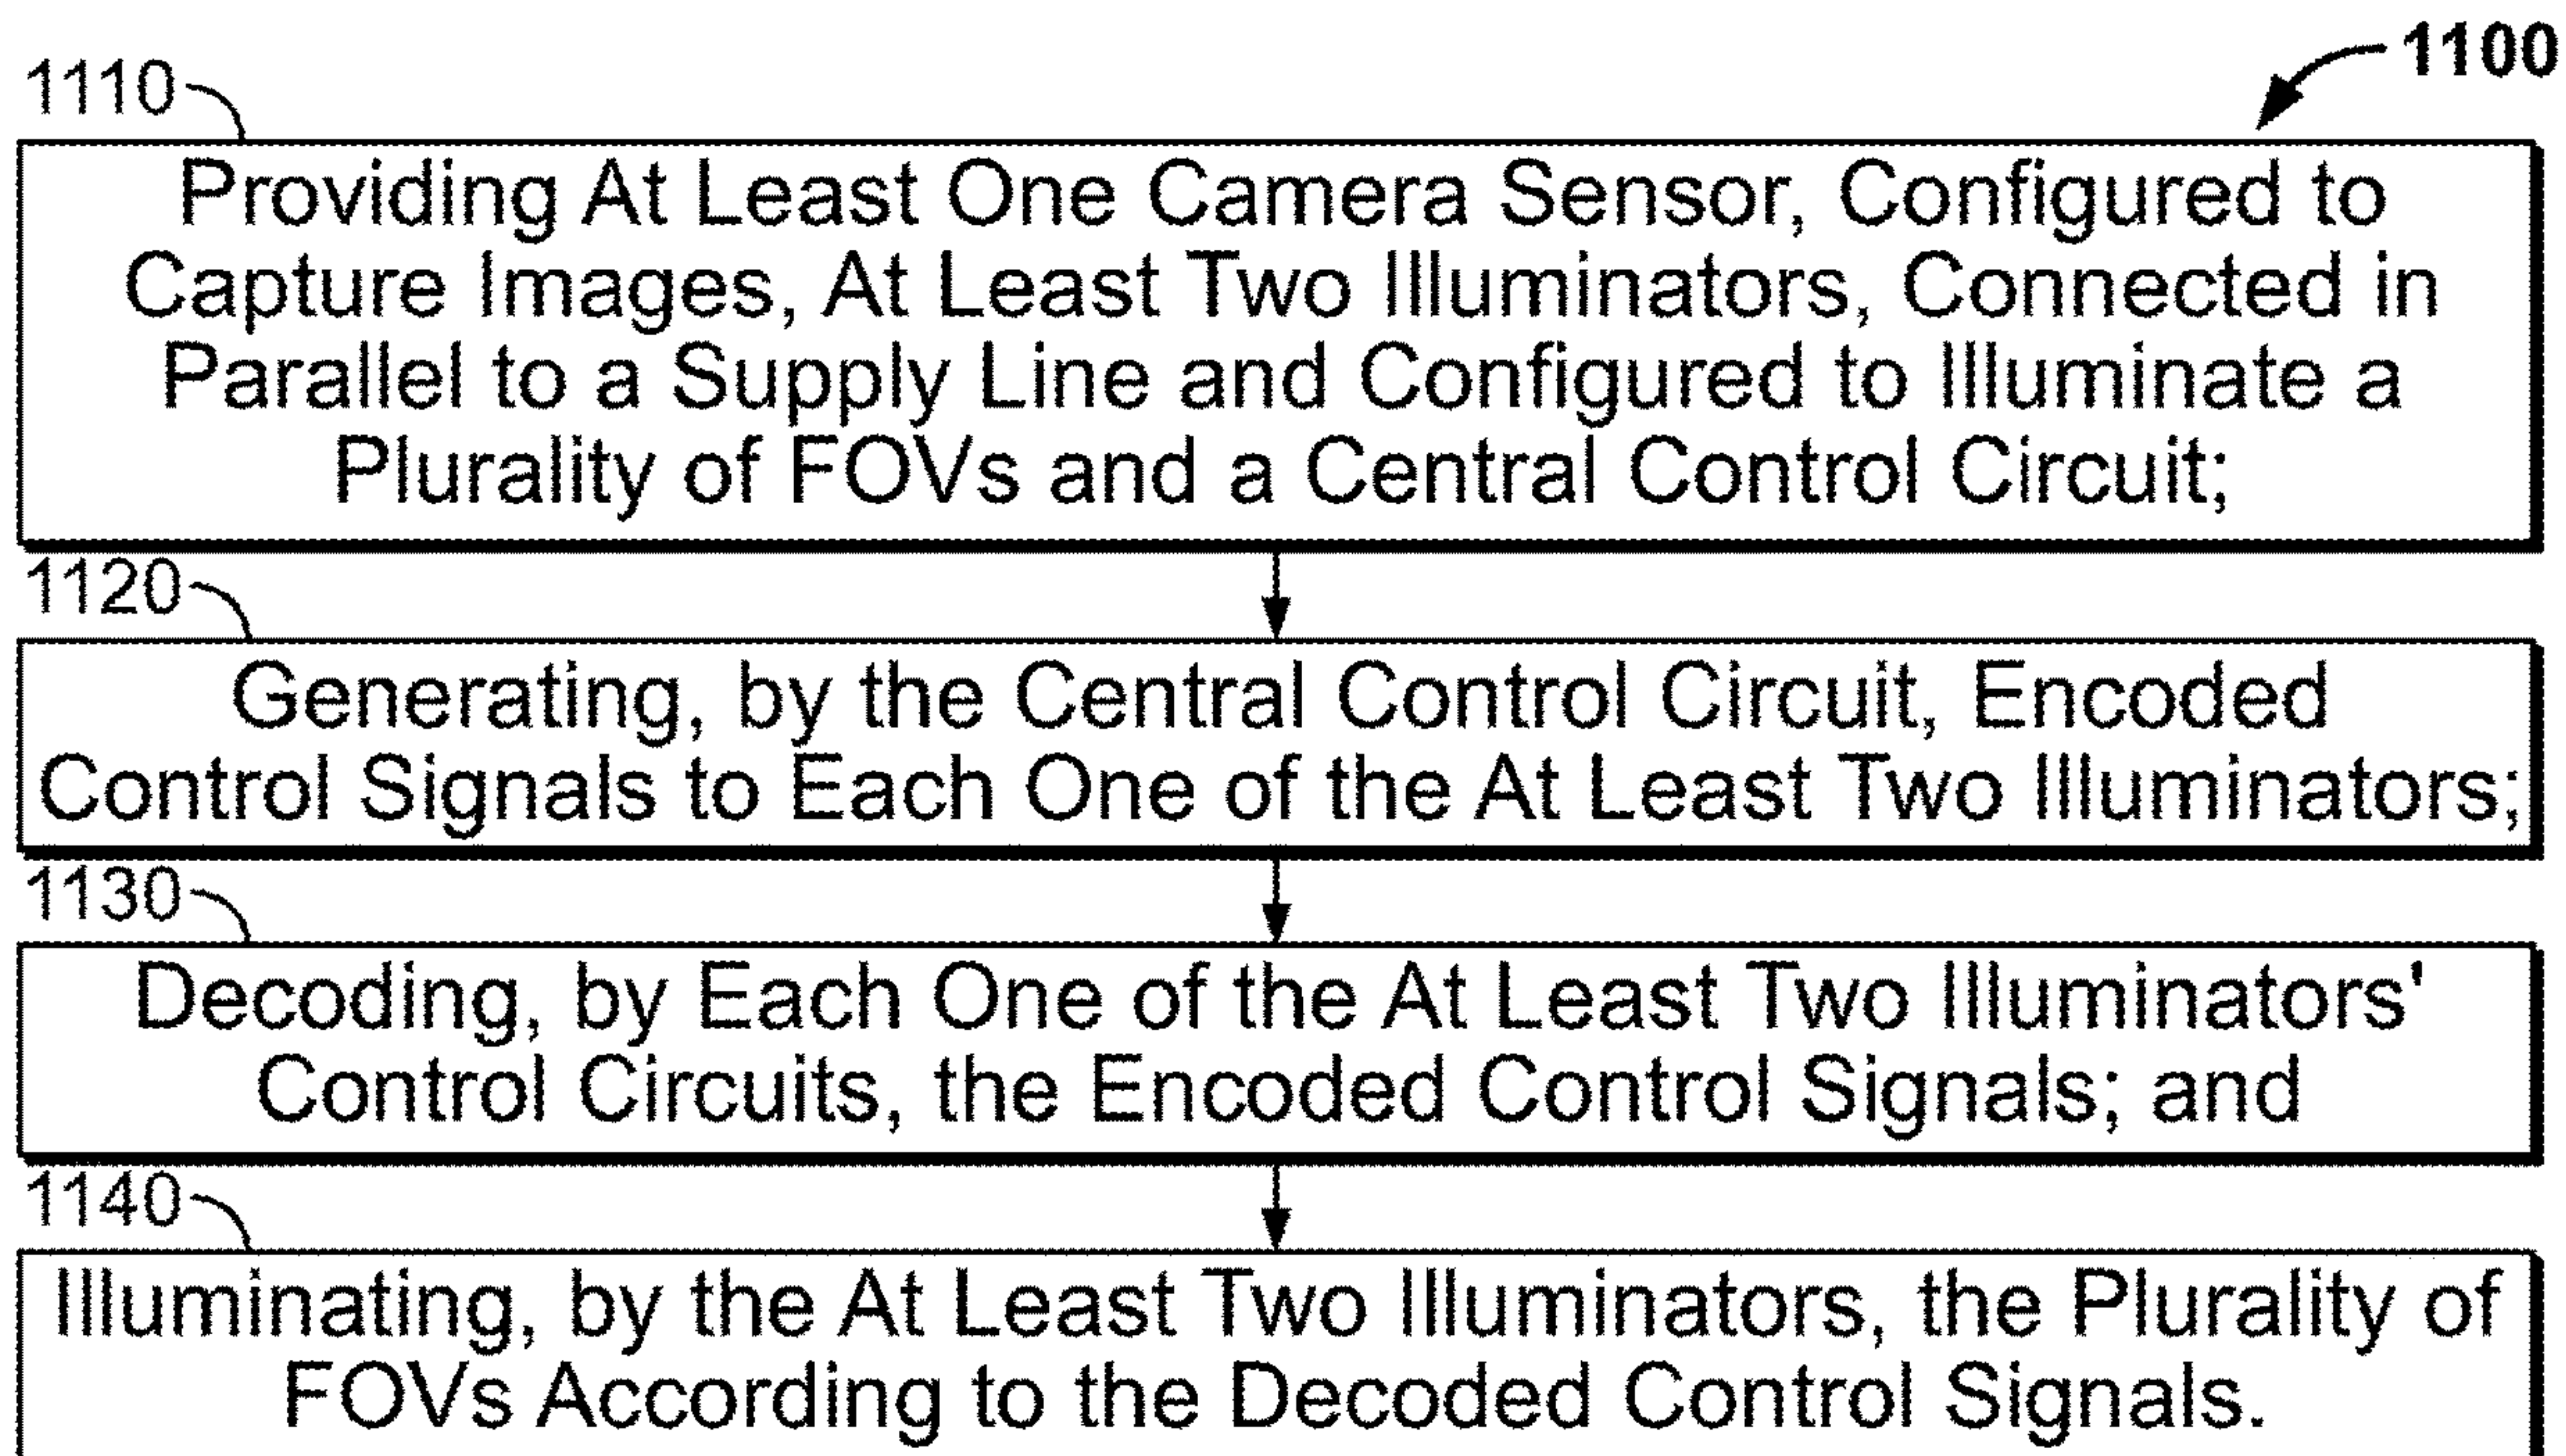 1100
1110
Providing At Least One Camera Sensor, Configured to
Capture Images, At Least Two Illuminators, Connected in
Parallel to a Supply Line and Configured to Illuminate a
Plurality of FOVs and a Central Control Circuit;
1120
Generating, by the Central Control Circuit, Encoded
Control Signals to Each One of the At Least Two Illuminators;
1130
Decoding, by Each One of the At Least Two Illuminators'
Control Circuits, the Encoded Control Signals; and
1140
Illuminating, by the At Least Two Illuminators, the Plurality of
FOVs According to the Decoded Control Signals.